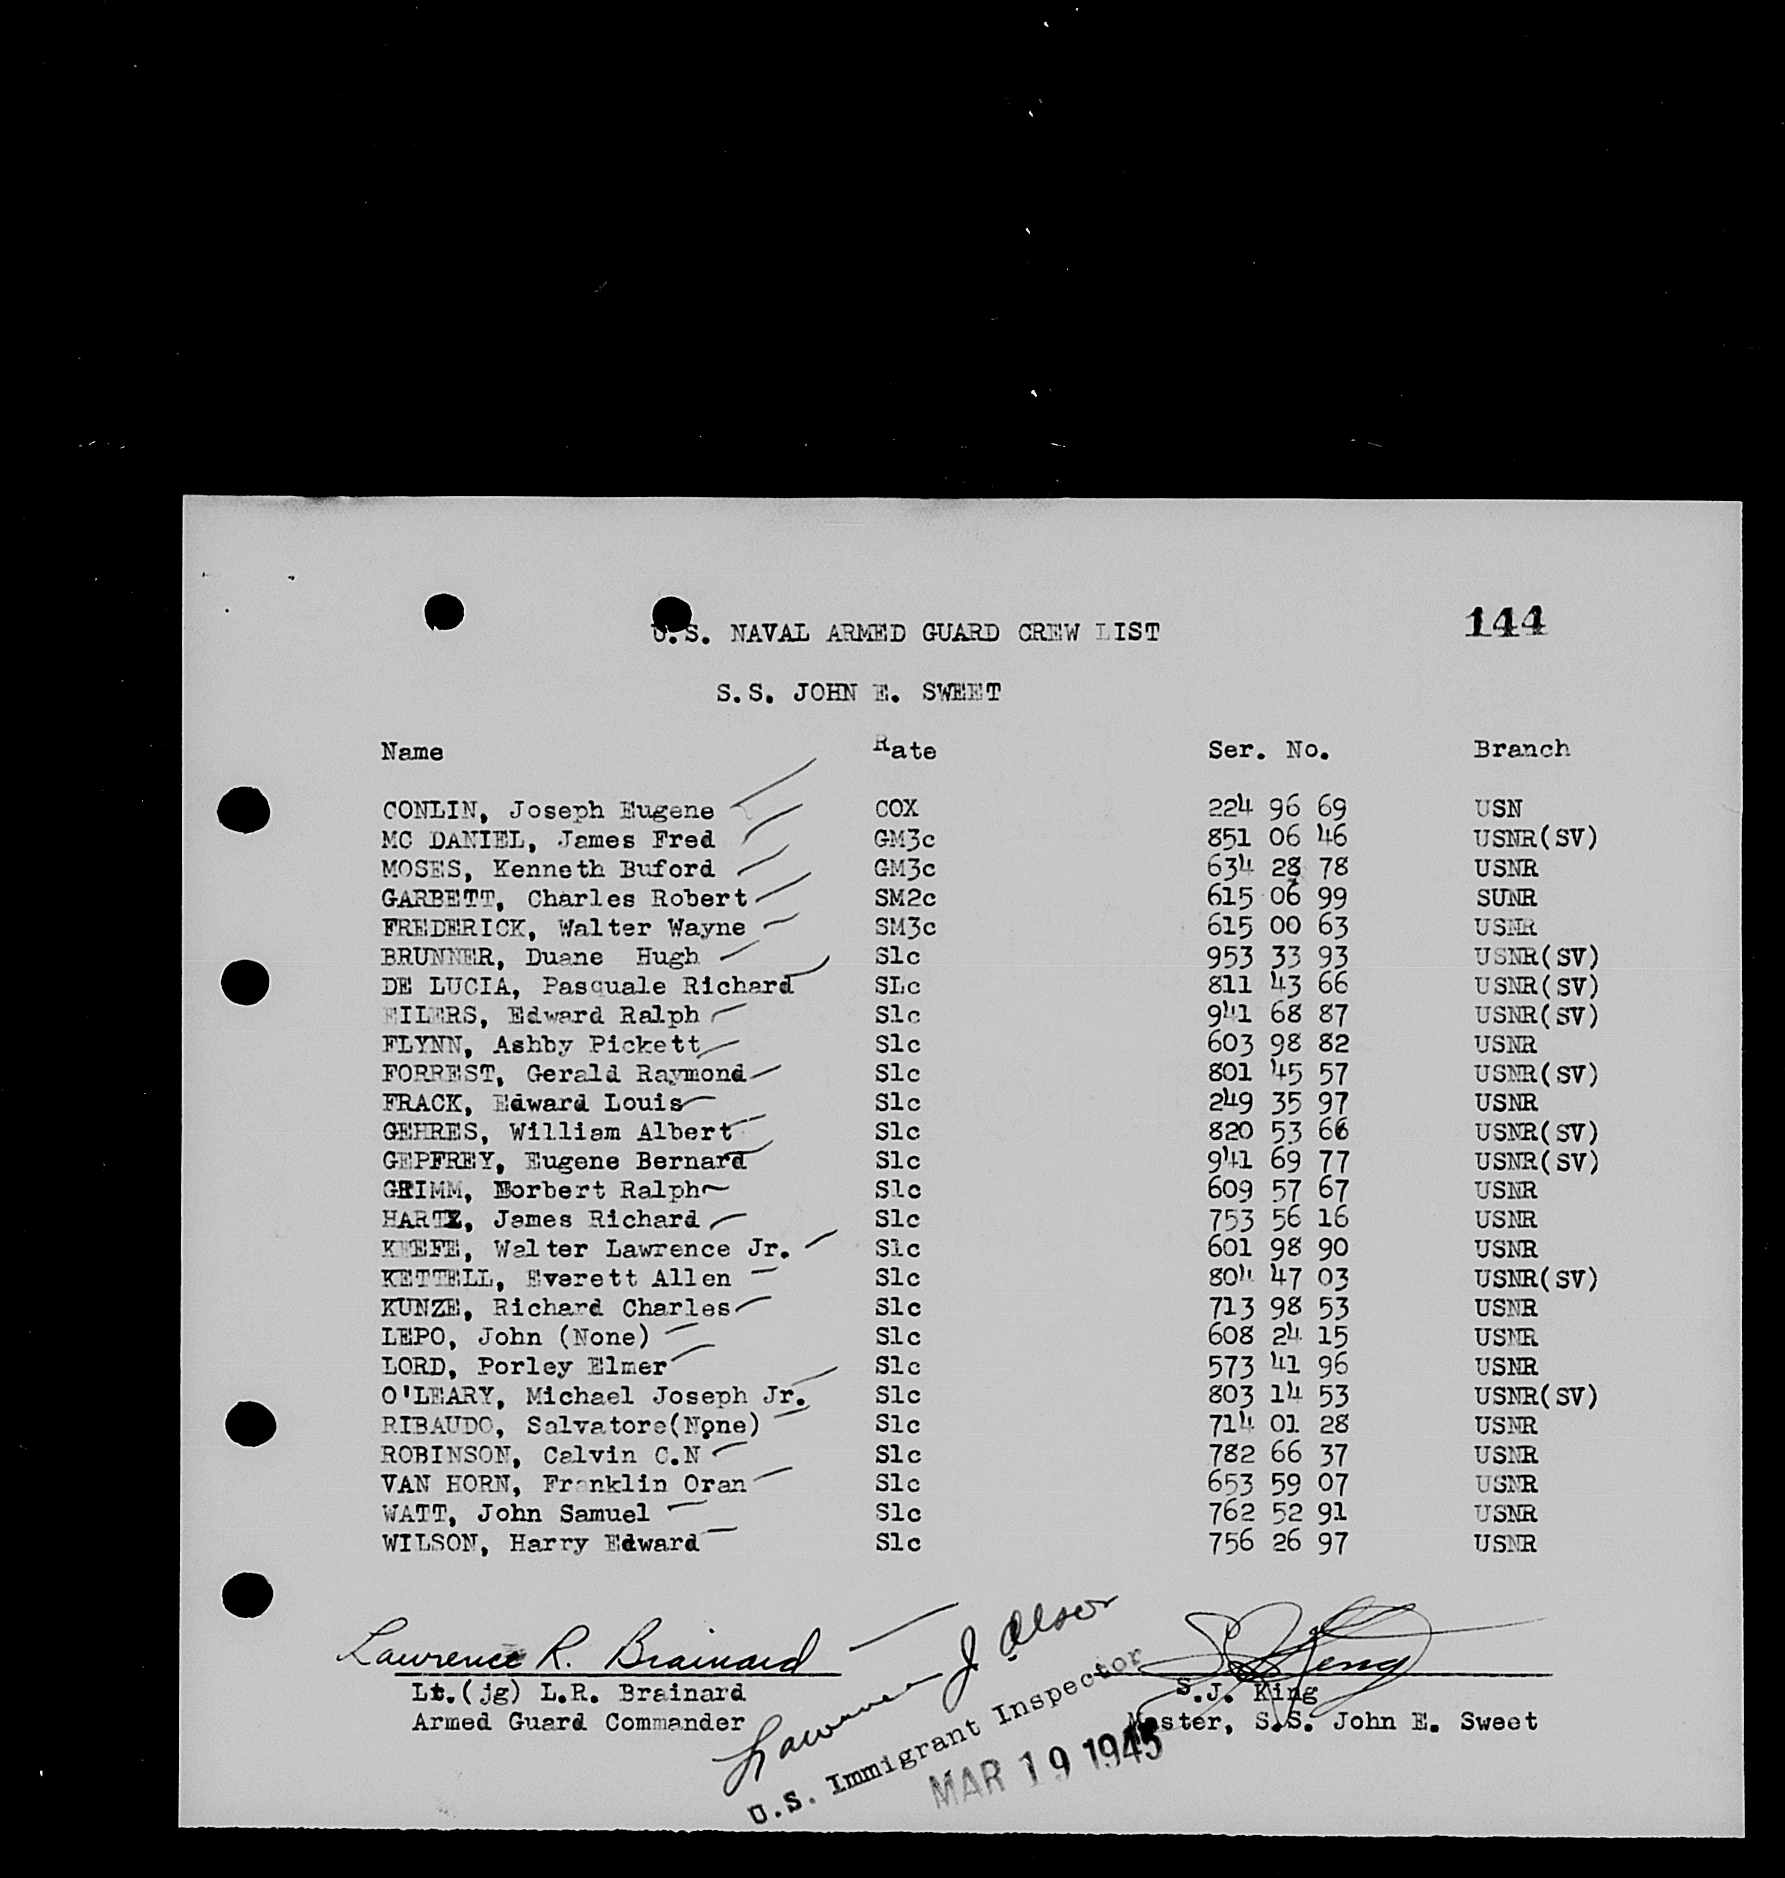 144
U.S. NAVAL ARMED GUARD CREW LIST
S.S. JOHN E. SWEET
Name Rate Ser. No. Branch
CONLIN, Joseph Eugene COX 224 96 69 USN
MC DANIEL, James Fred GM3c 851 06 46 USNR(SV)
MOSES, Kenneth Buford GM3c 634 28 78 USNR
GARBETT, Charles Robert SM2c 615 06 99 SUNR
FREDERICK, Walter Wayne SM3c 615 00 63 USNR
BRUNNER, Duane Hugh S1c 953 33 93 USNR(SV)
DE LUCIA, Pasquale Richard SLc 811 43 66 USNR(SV)
EILERS, Edward Ralph S1c 941 68 87 USNR(SV)
FLYNN, Ashby Pickett S1c 603 98 82 USNR
FORREST, Gerald Raymond S1c 801 45 57 USNR(SV)
FRACK, Edward Louis S1c 249 35 97 USNR
GEHRES, William Albert S1c 820 53 66 USNR(SV)
GEPFREY, Eugene Bernard S1c 941 69 77 USNR(SV)
GRIMM, Norbert Ralph S1c 609 57 67 USNR
HARTZ, James Richard S1c 753 56 16 USNR
KEEFE, Walter Lawrence Jr. S1c 601 98 90 USNR
KETTELL, Everett Allen S1c 804 47 03 USNR(SV)
KUNZE, Richard Charles S1c 713 98 53 USNR
LEPO, John (None) S1c 608 24 15 USNR
LORD, Porley Elmer S1c 573 41 96 USNR
O'LEARY, Michael Joseph Jr. S1c 803 14 53 USNR(SV)
RIBAUDO, Salvatore(None) S1c 714 01 28 USNR
ROBINSON, Calvin C.N S1c 782 66 37 USNR
VAN HORN, Franklin Oran S1c 653 59 07 USNR
WATT, John Samuel S1c 762 52 91 USNR
WILSON, Harry Edward S1c 756 26 97 USNR
Lawrence R. Brainard
Lawrence J Olson
S J King
Lt.(jg) L.R. Brainard
Armed Guard Commander
U.S. Immigrant Inspector
MAR 19 1945
S.J. King
Master, S.S. John E. Sweet